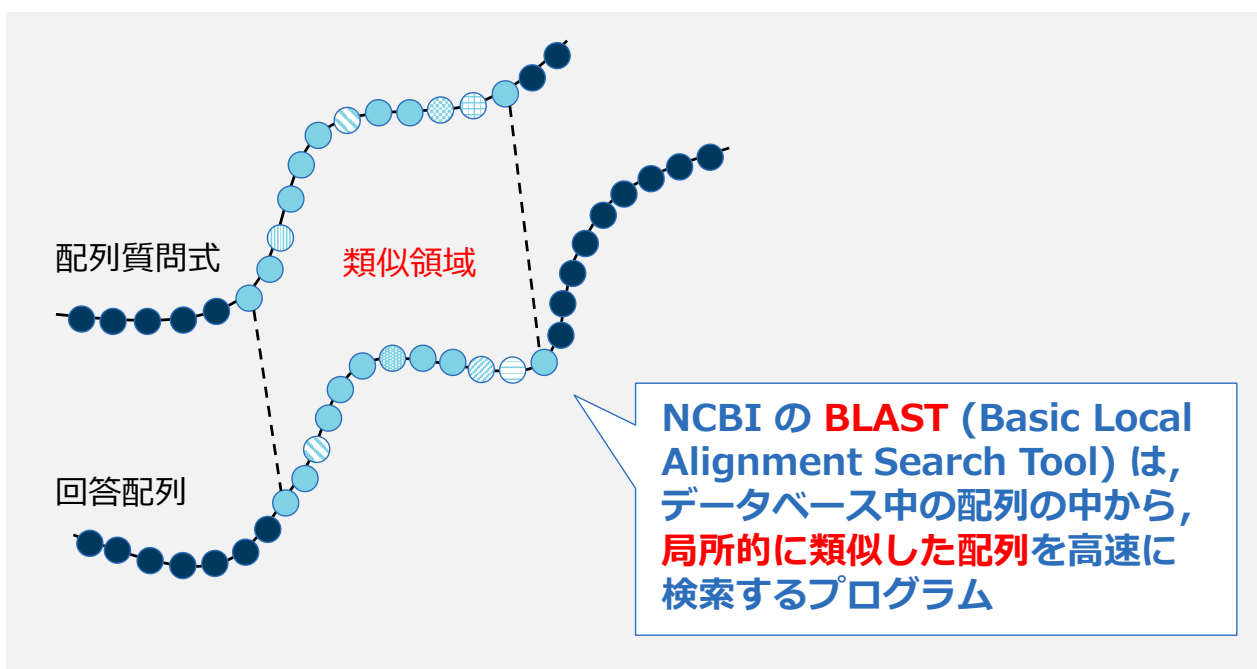 配列質問式
類似領域
回答配列
NCBI の BLAST (Basic Local
Alignment Search Tool) は,
データベース中の配列の中から,
局所的に類似した配列を高速に
検索するプログラム